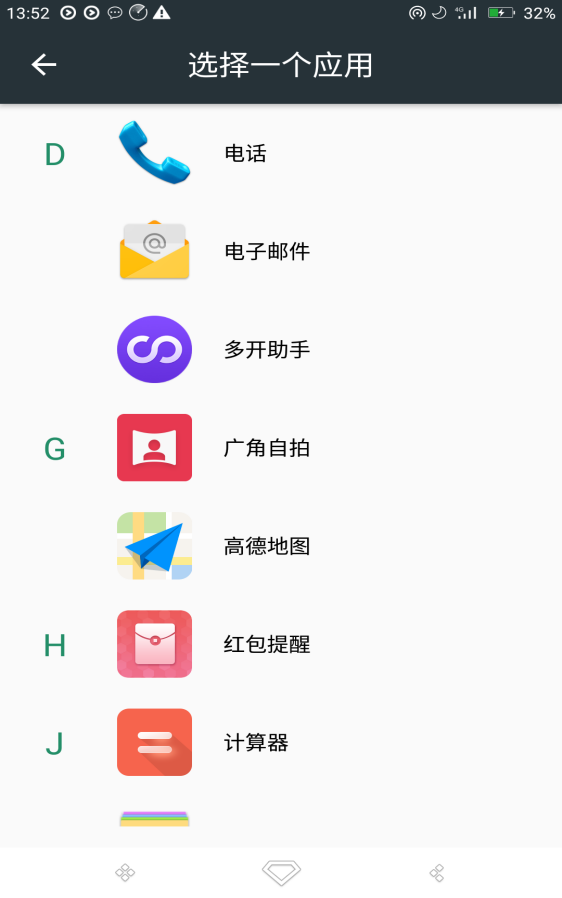 13:52 4G 32%
选择一个应用
D 电话
@ 电子邮件
多开助手
G 广角自拍
高德地图
H 红包提醒
J 计算器